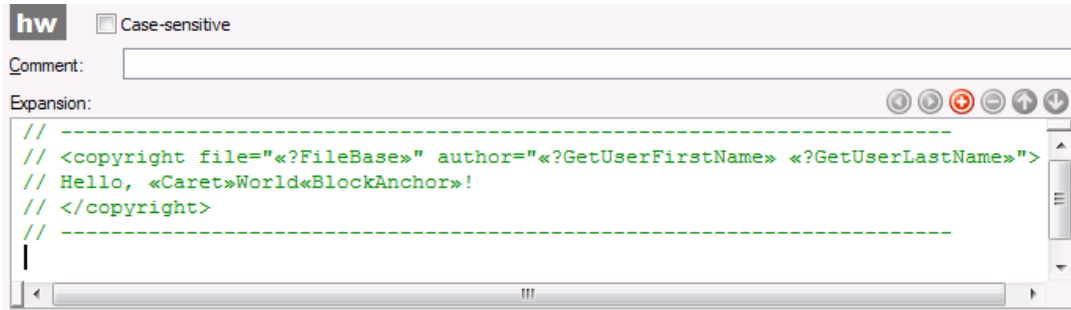 hw
Case-sensitive
Comment:
Expansion:
// -----------------------------------------------------------------------
// <copyright file="«?FileBase»" author="«?GetUserFirstName» «?GetUserLastName»">
// Hello, «Caret»World«BlockAnchor»!
// </copyright>
// -----------------------------------------------------------------------